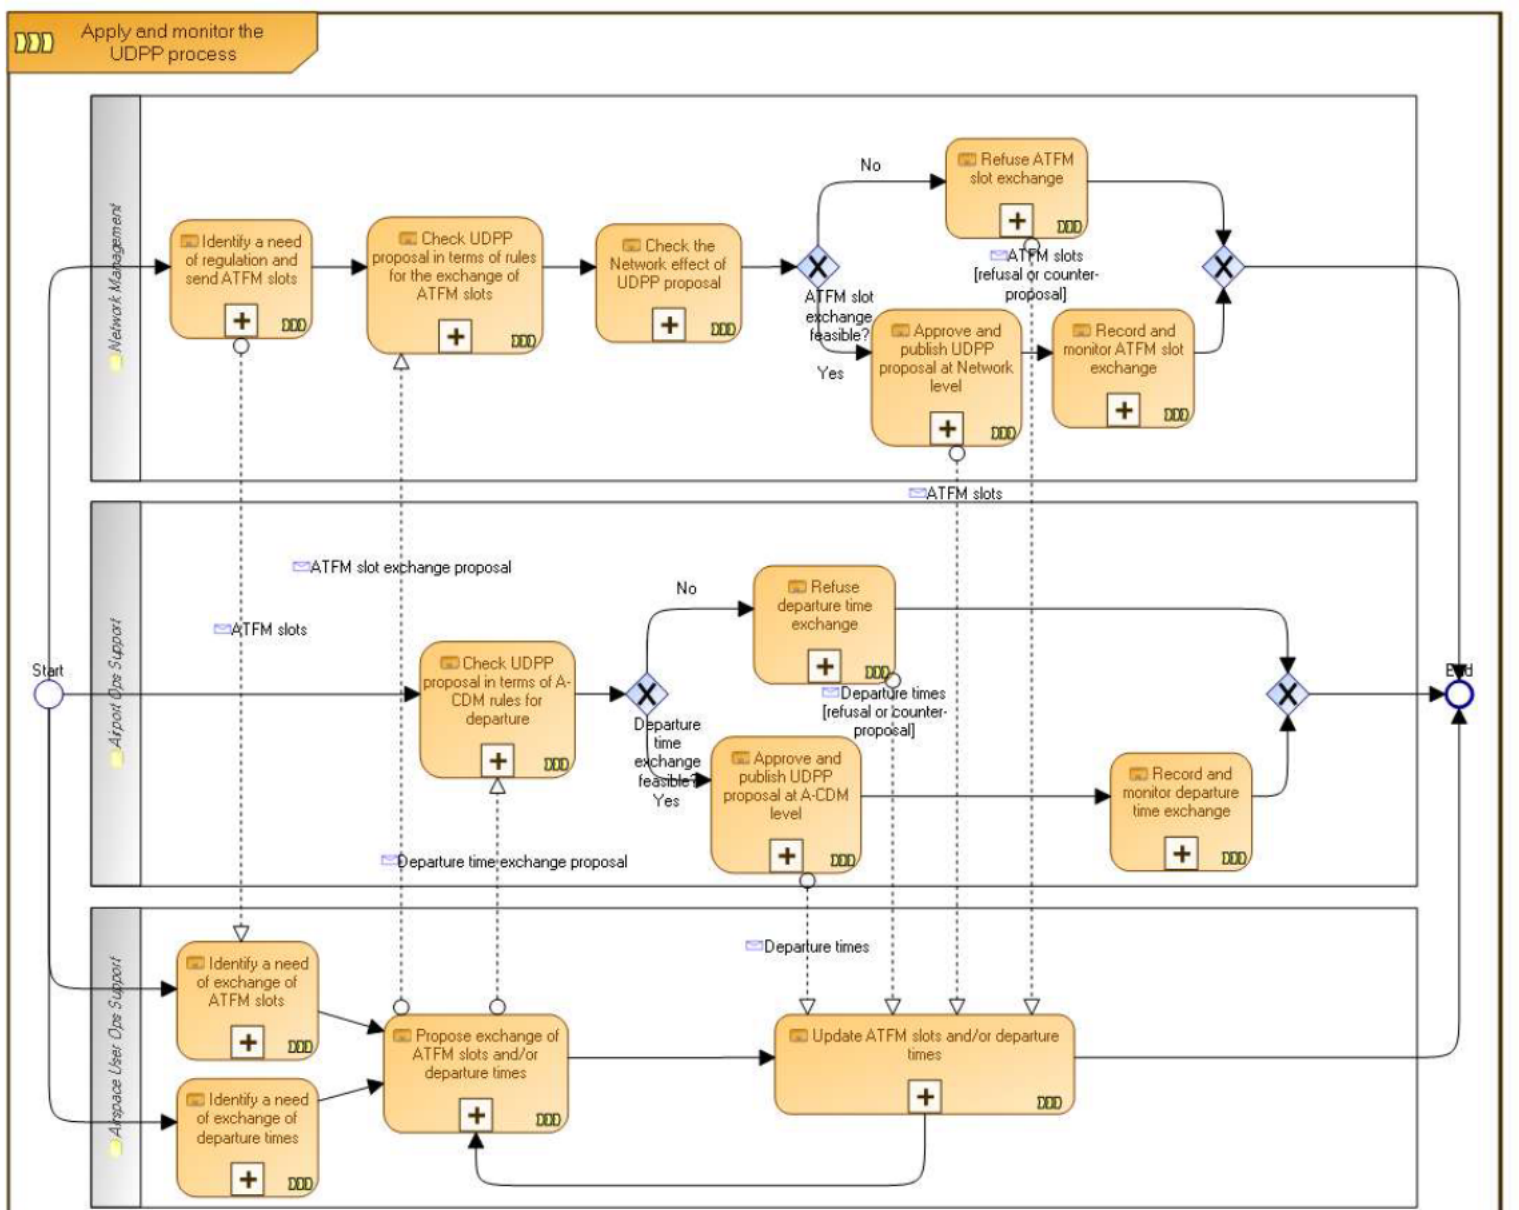 Apply and monitor the
UDPP process
Network Management
Identify a need
of regulation and
send ATFM slots
Check UDPP
proposal in terms of rules
for the exchange of
ATFM slots
Check the
Network effect of
UDPP proposal
ATFM slot
exchange
feasible?
No
Yes
Refuse ATFM
slot exchange
ATFM slots
[refusal or counter-
proposal]
Approve and
publish UDPP
proposal at Network
level
Record and
monitor ATFM slot
exchange
ATFM slots
ATFM slot exchange proposal
ATFM slots
Start
Airport Ops Support
Check UDPP
proposal in terms of A-
CDM rules for
departure
Departure
time
exchange
feasible?
No
Yes
Refuse
departure time
exchange
Departure times
[refusal or counter-
proposal]
Approve and
publish UDPP
proposal at A-CDM
level
Record and
monitor departure
time exchange
End
Departure time exchange proposal
Departure times
Airspace User Ops Support
Identify a need
of exchange of
ATFM slots
Identify a need
of exchange of
departure times
Propose exchange of
ATFM slots and/or
departure times
Update ATFM slots and/or departure
times